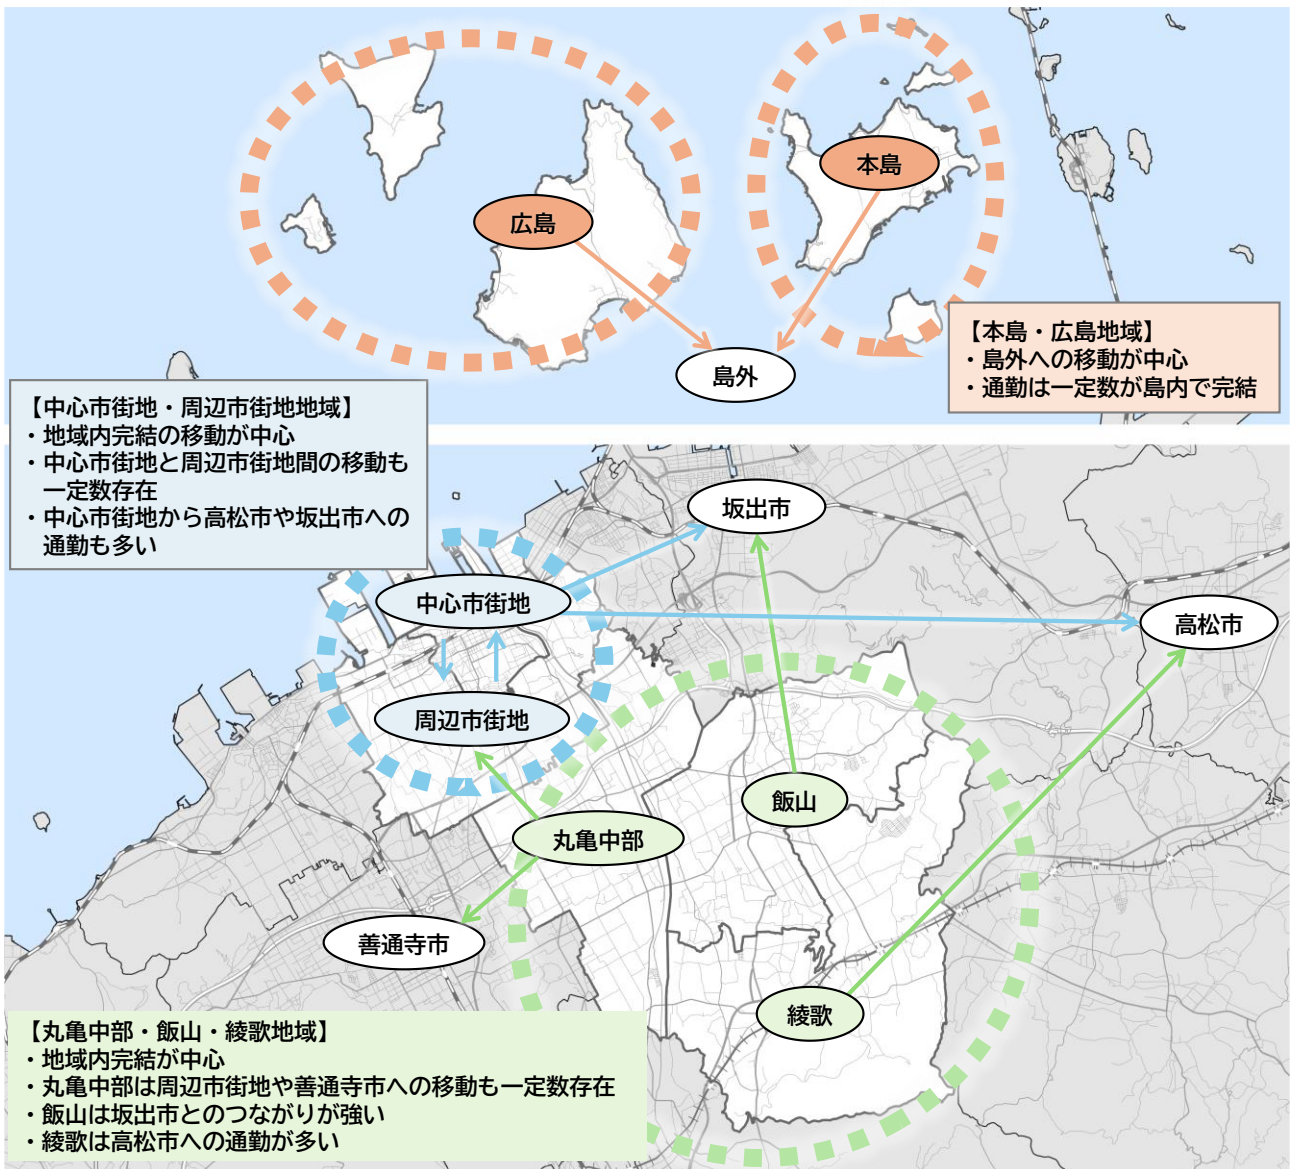 本島
広島
島外
【本島・広島地域】
・島外への移動が中心
・通勤は一定数が島内で完結
【中心市街地・周辺市街地地域】
・地域内完結の移動が中心
・中心市街地と周辺市街地間の移動も
一定数存在
・中心市街地から高松市や坂出市への
通勤も多い
坂出市
中心市街地
高松市
周辺市街地
飯山
丸亀中部
善通寺市
綾歌
【丸亀中部・飯山・綾歌地域】
・地域内完結が中心
・丸亀中部は周辺市街地や善通寺市への移動も一定数存在
・飯山は坂出市とのつながりが強い
・綾歌は高松市への通勤が多い